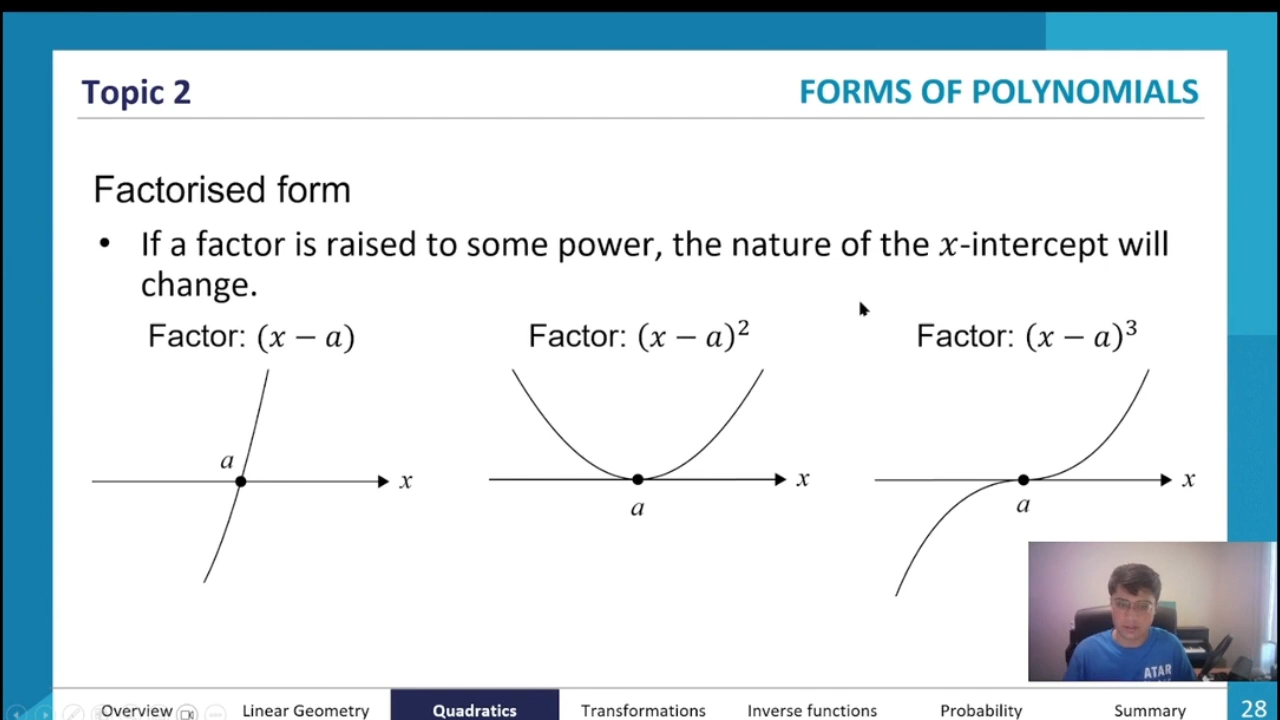 Topic 2
FORMS OF POLYNOMIALS
Factorised form
• If a factor is raised to some power, the nature of the x-intercept will
change.
Factor: (x − a)
Factor: (x − a)²
Factor: (x − a)³
a
x
x
a
x
a
ATAR
Overview
Linear Geometry
Quadratics
Transformations
Inverse functions
Probability
Summary
28